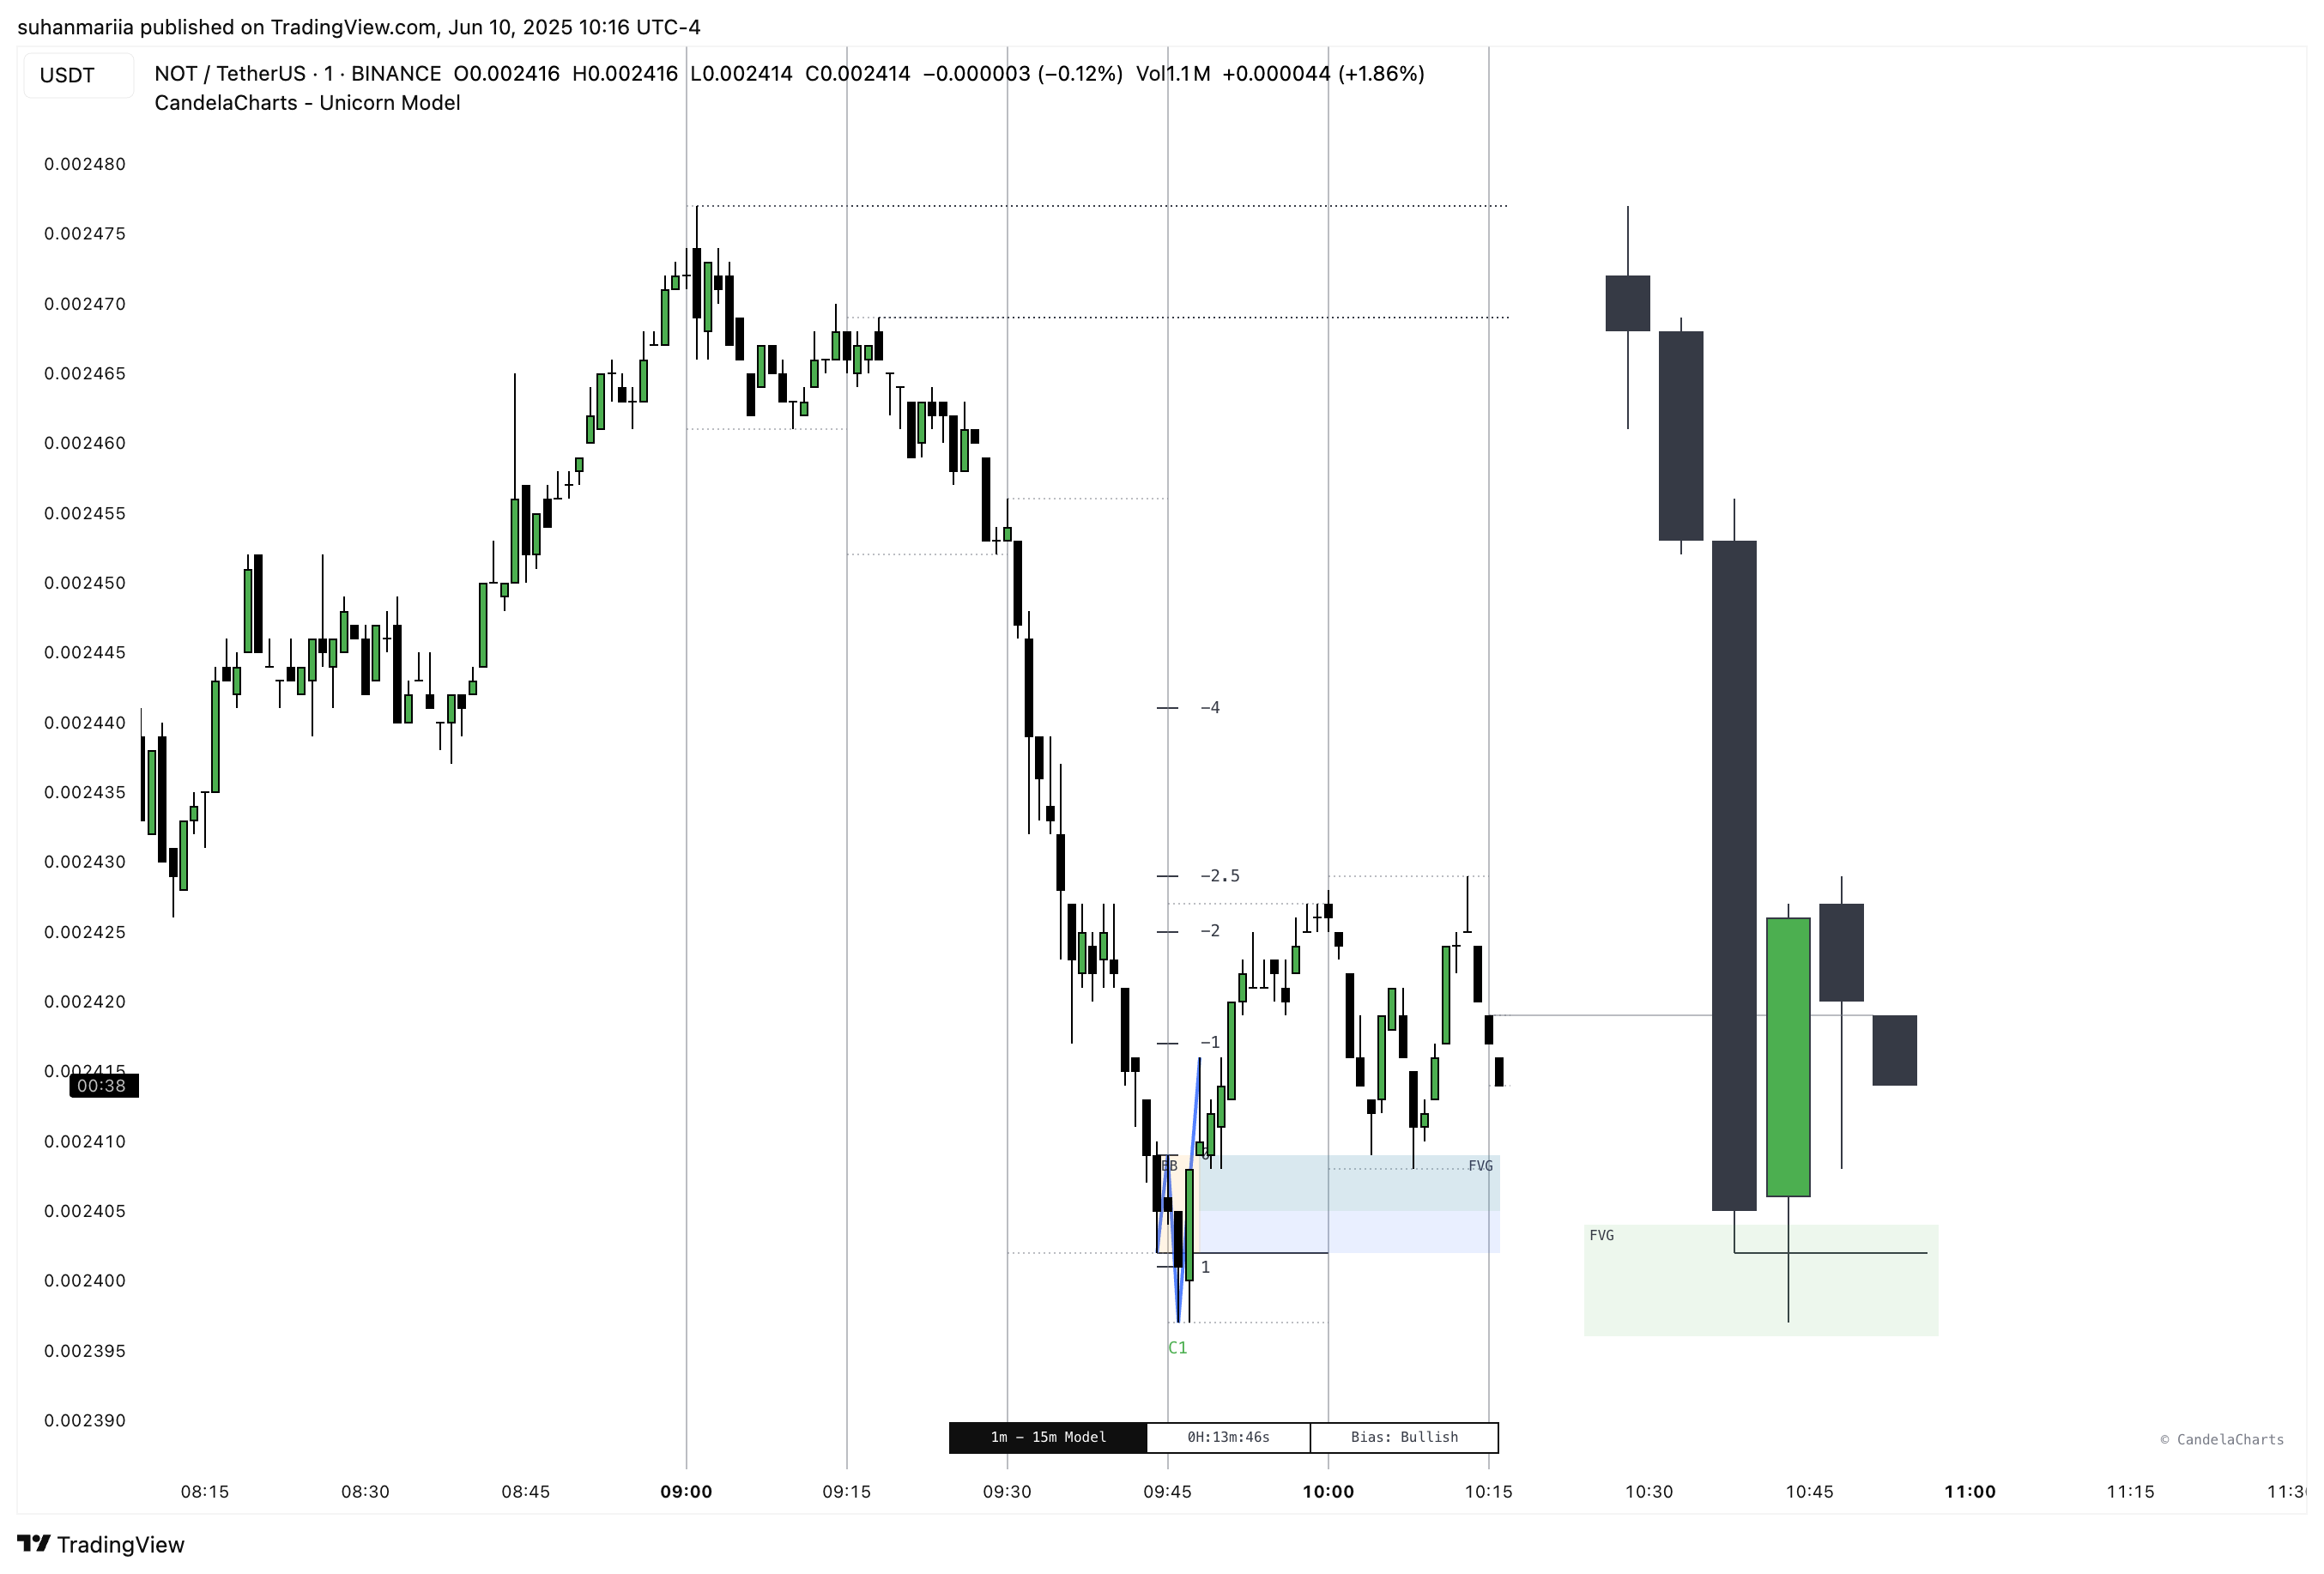 suhanmariia published on TradingView.com, Jun 10, 2025 10:16 UTC-4
USDT
NOT / TetherUS · 1 · BINANCE O0.002416 H0.002416 L0.002414 C0.002414 −0.000003 (−0.12%) Vol1.1M +0.000044 (+1.86%)
CandelaCharts - Unicorn Model
0.002480
0.002475
0.002470
0.002465
0.002460
0.002455
0.002450
0.002445
0.002440
−4
0.002435
0.002430
−2.5
0.002425
−2
0.002420
−1
0.002415
00:38
0.002410
BB
FVG
0.002405
FVG
0.002400
1
0.002395
C1
0.002390
1m − 15m Model 0H:13m:46s Bias: Bullish
© CandelaCharts
08:15 08:30 08:45 09:00 09:15 09:30 09:45 10:00 10:15 10:30 10:45 11:00 11:15
TradingView